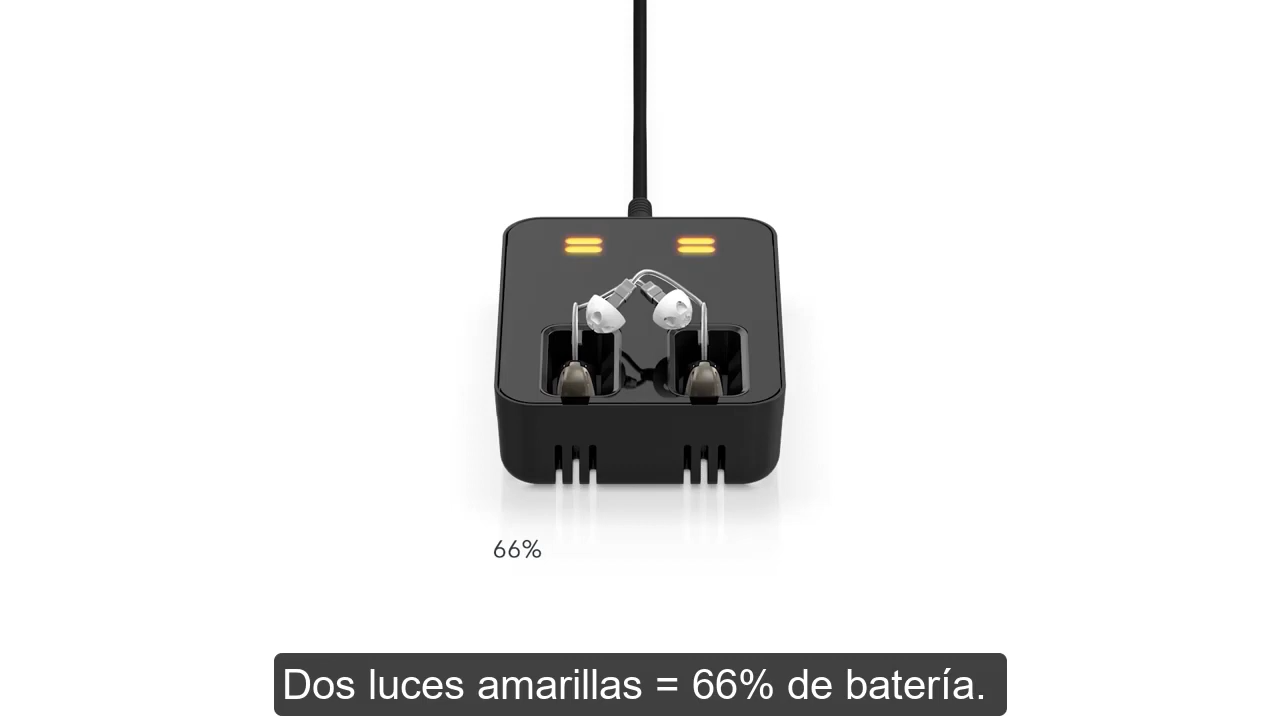 66%
Dos luces amarillas = 66% de batería.